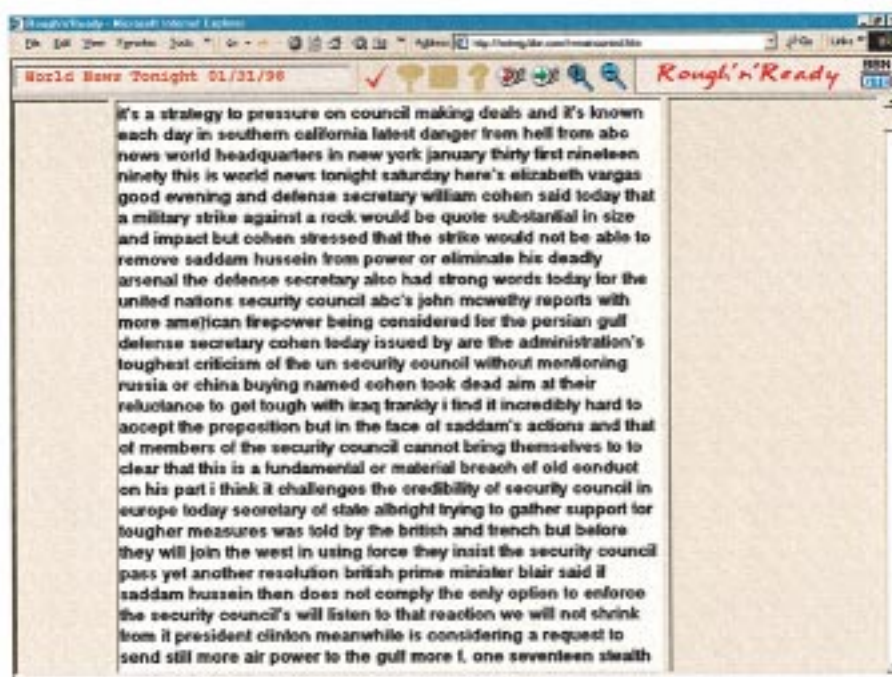 Rough'n'Ready - Microsoft Internet Explorer
File Edit View Favorites Tools Address Go Links
World News Tonight 01/31/98 Rough'n'Ready BBN
it's a strategy to pressure on council making deals and it's known
each day in southern california latest danger from hell from abc
news world headquarters in new york january thirty first nineteen
ninety this is world news tonight saturday here's elizabeth vargas
good evening and defense secretary william cohen said today that
a military strike against a rock would be quote substantial in size
and impact but cohen stressed that the strike would not be able to
remove saddam hussein from power or eliminate his deadly
arsenal the defense secretary also had strong words today for the
united nations security council abc's john mcwethy reports with
more american firepower being considered for the persian gulf
defense secretary cohen today issued by are the administration's
toughest criticism of the un security council without mentioning
russia or china buying named cohen took dead aim at their
reluctance to get tough with iraq frankly i find it incredibly hard to
accept the proposition but in the face of saddam's actions and that
of members of the security council cannot bring themselves to to
clear that this is a fundamental or material breach of old conduct
on his part i think it challenges the credibility of security council in
europe today secretary of state albright trying to gather support for
tougher measures was told by the british and french but before
they will join the west in using force they insist the security council
pass yet another resolution british prime minister blair said if
saddam hussein then does not comply the only option to enforce
the security council's will listen to that reaction we will not shrink
from it president clinton meanwhile is considering a request to
send still more air power to the gulf more f. one seventeen stealth